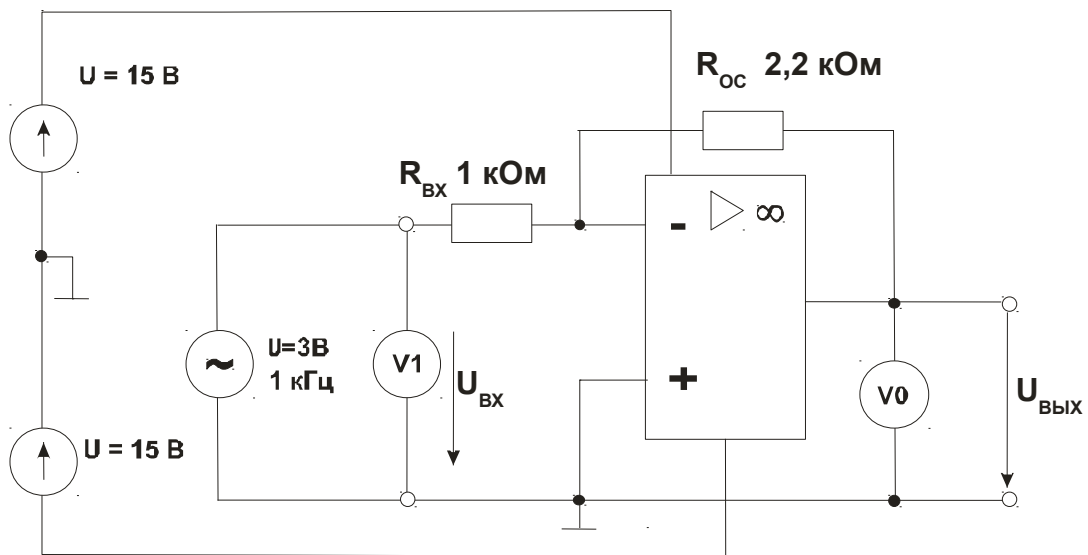 U = 15 В
R_ОС 2,2 кОм
R_ВХ 1 кОм
- ▷ ∞
U=3В
1 кГц
~
V1
U_ВХ
+
V0
U_ВЫХ
U = 15 В